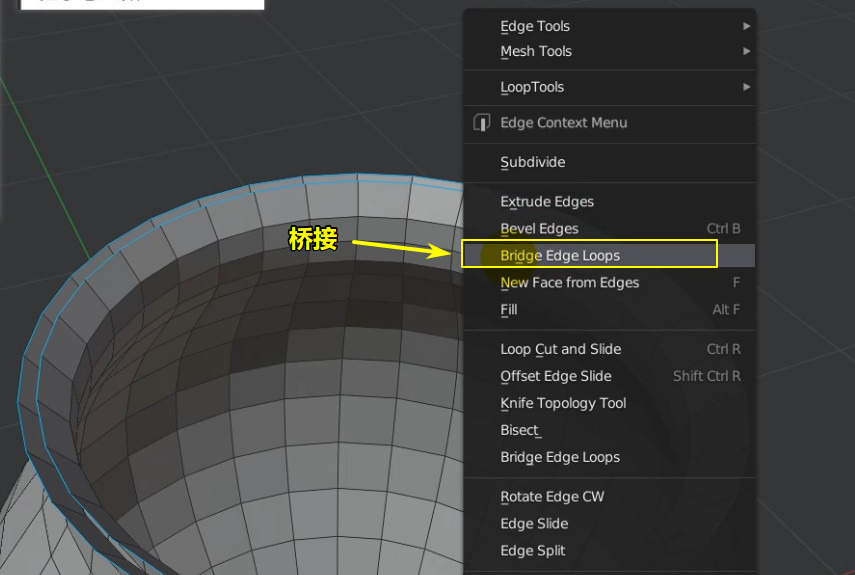 Edge Tools
Mesh Tools
LoopTools
Edge Context Menu
Subdivide
Extrude Edges
Bevel Edges Ctrl B
桥接
Bridge Edge Loops
New Face from Edges F
Fill Alt F
Loop Cut and Slide Ctrl R
Offset Edge Slide Shift Ctrl R
Knife Topology Tool
Bisect
Bridge Edge Loops
Rotate Edge CW
Edge Slide
Edge Split